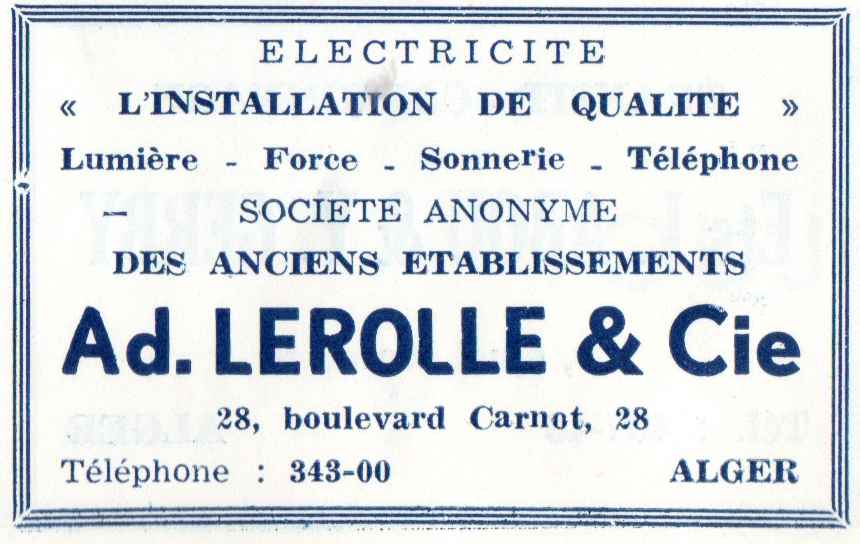 ELECTRICITE
« L'INSTALLATION DE QUALITE »
Lumière - Force - Sonnerie - Téléphone
— SOCIETE ANONYME
DES ANCIENS ETABLISSEMENTS
Ad. LEROLLE & Cie
28, boulevard Carnot, 28
Téléphone : 343-00 ALGER